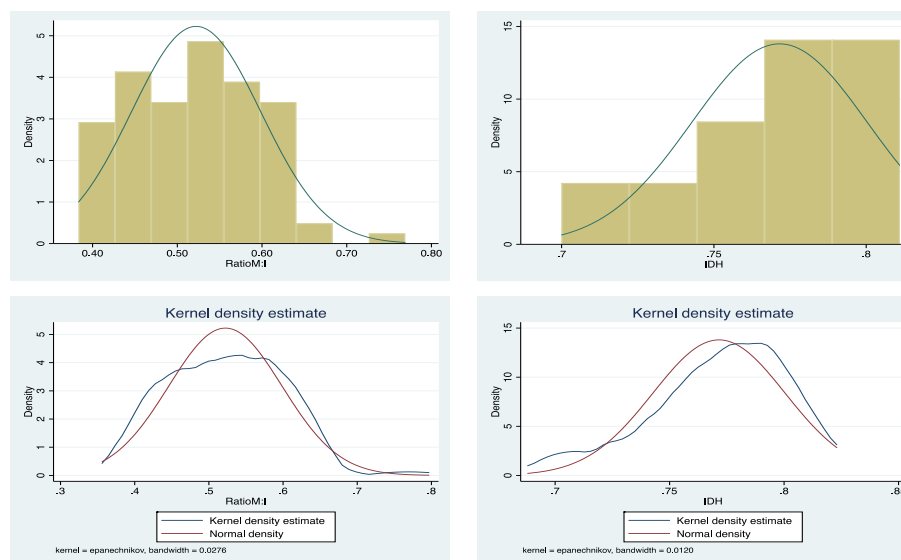 5
4
3
2
1
0
Density
0.40
0.50
0.60
0.70
0.80
RatioM:I
15
10
5
0
Density
.7
.75
.8
IDH
Kernel density estimate
5
4
3
2
1
0
Density
.3
.4
.5
.6
.7
.8
RatioM:I
Kernel density estimate
Normal density
kernel = epanechnikov, bandwidth = 0.0276
Kernel density estimate
15
10
5
0
Density
.7
.75
.8
IDH
Kernel density estimate
Normal density
kernel = epanechnikov, bandwidth = 0.0120